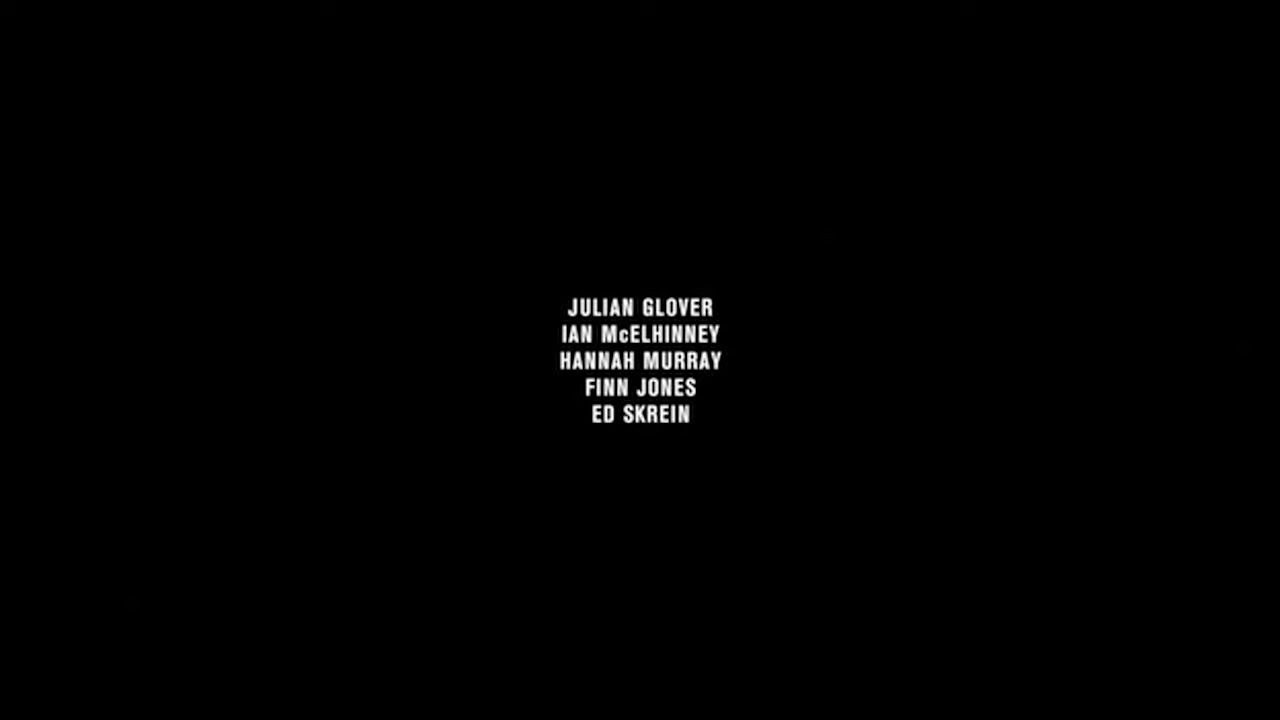 JULIAN GLOVER
IAN McELHINNEY
HANNAH MURRAY
FINN JONES
ED SKREIN